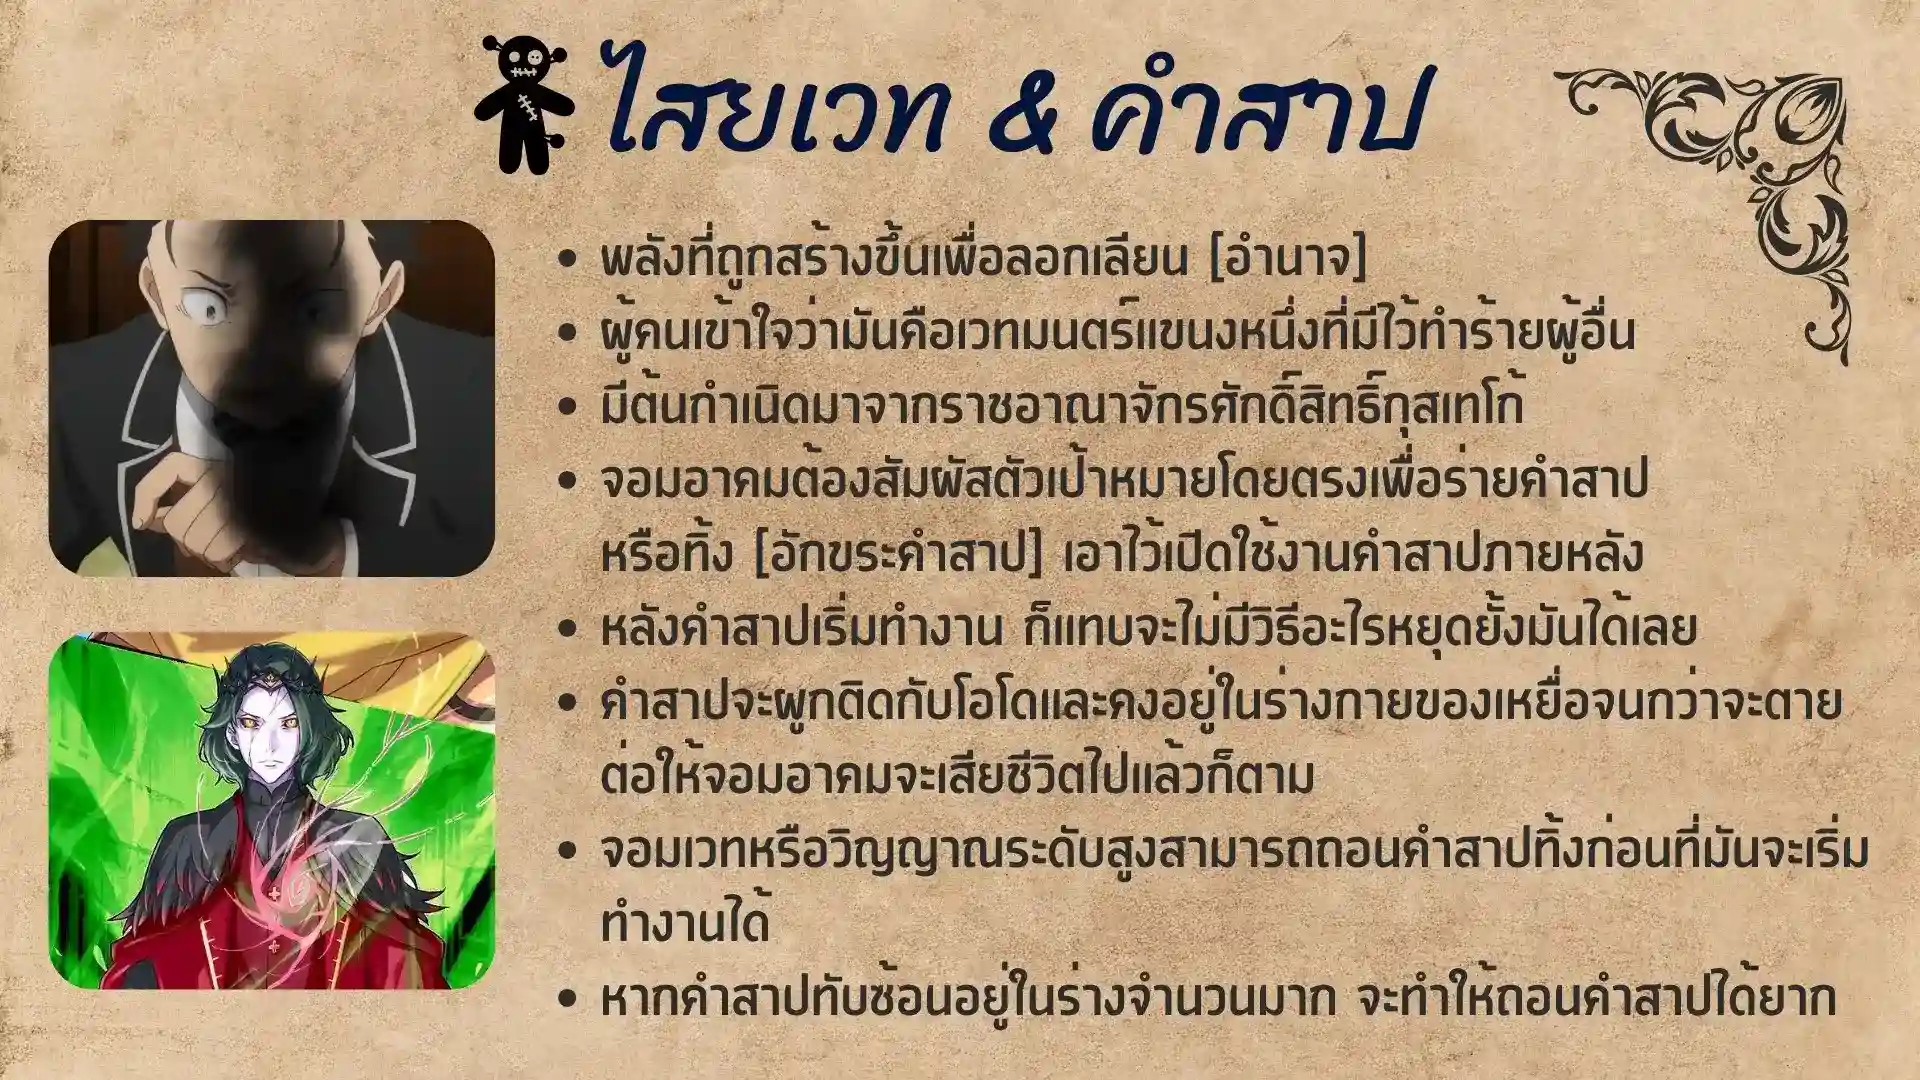 ไสยเวท & คำสาป
• พลังที่ถูกสร้างขึ้นเพื่อลอกเลียน [อำนาจ]
• ผู้คนเข้าใจว่ามันคือเวทมนตร์แขนงหนึ่งที่มีไว้ทำร้ายผู้อื่น
• มีต้นกำเนิดมาจากราชอาณาจักรศักดิ์สิทธิ์กุสเทโก้
• จอมอาคมต้องสัมผัสตัวเป้าหมายโดยตรงเพื่อร่ายคำสาป
หรือทิ้ง [อักขระคำสาป] เอาไว้เปิดใช้งานคำสาปภายหลัง
• หลังคำสาปเริ่มทำงาน ก็แทบจะไม่มีวิธีอะไรหยุดยั้งมันได้เลย
• คำสาปจะผูกติดกับโอโดและคงอยู่ในร่างกายของเหยื่อจนกว่าจะตาย
ต่อให้จอมอาคมจะเสียชีวิตไปแล้วก็ตาม
• จอมเวทหรือวิญญาณระดับสูงสามารถถอนคำสาปทิ้งก่อนที่มันจะเริ่ม
ทำงานได้
• หากคำสาปทับซ้อนอยู่ในร่างจำนวนมาก จะทำให้ถอนคำสาปได้ยาก